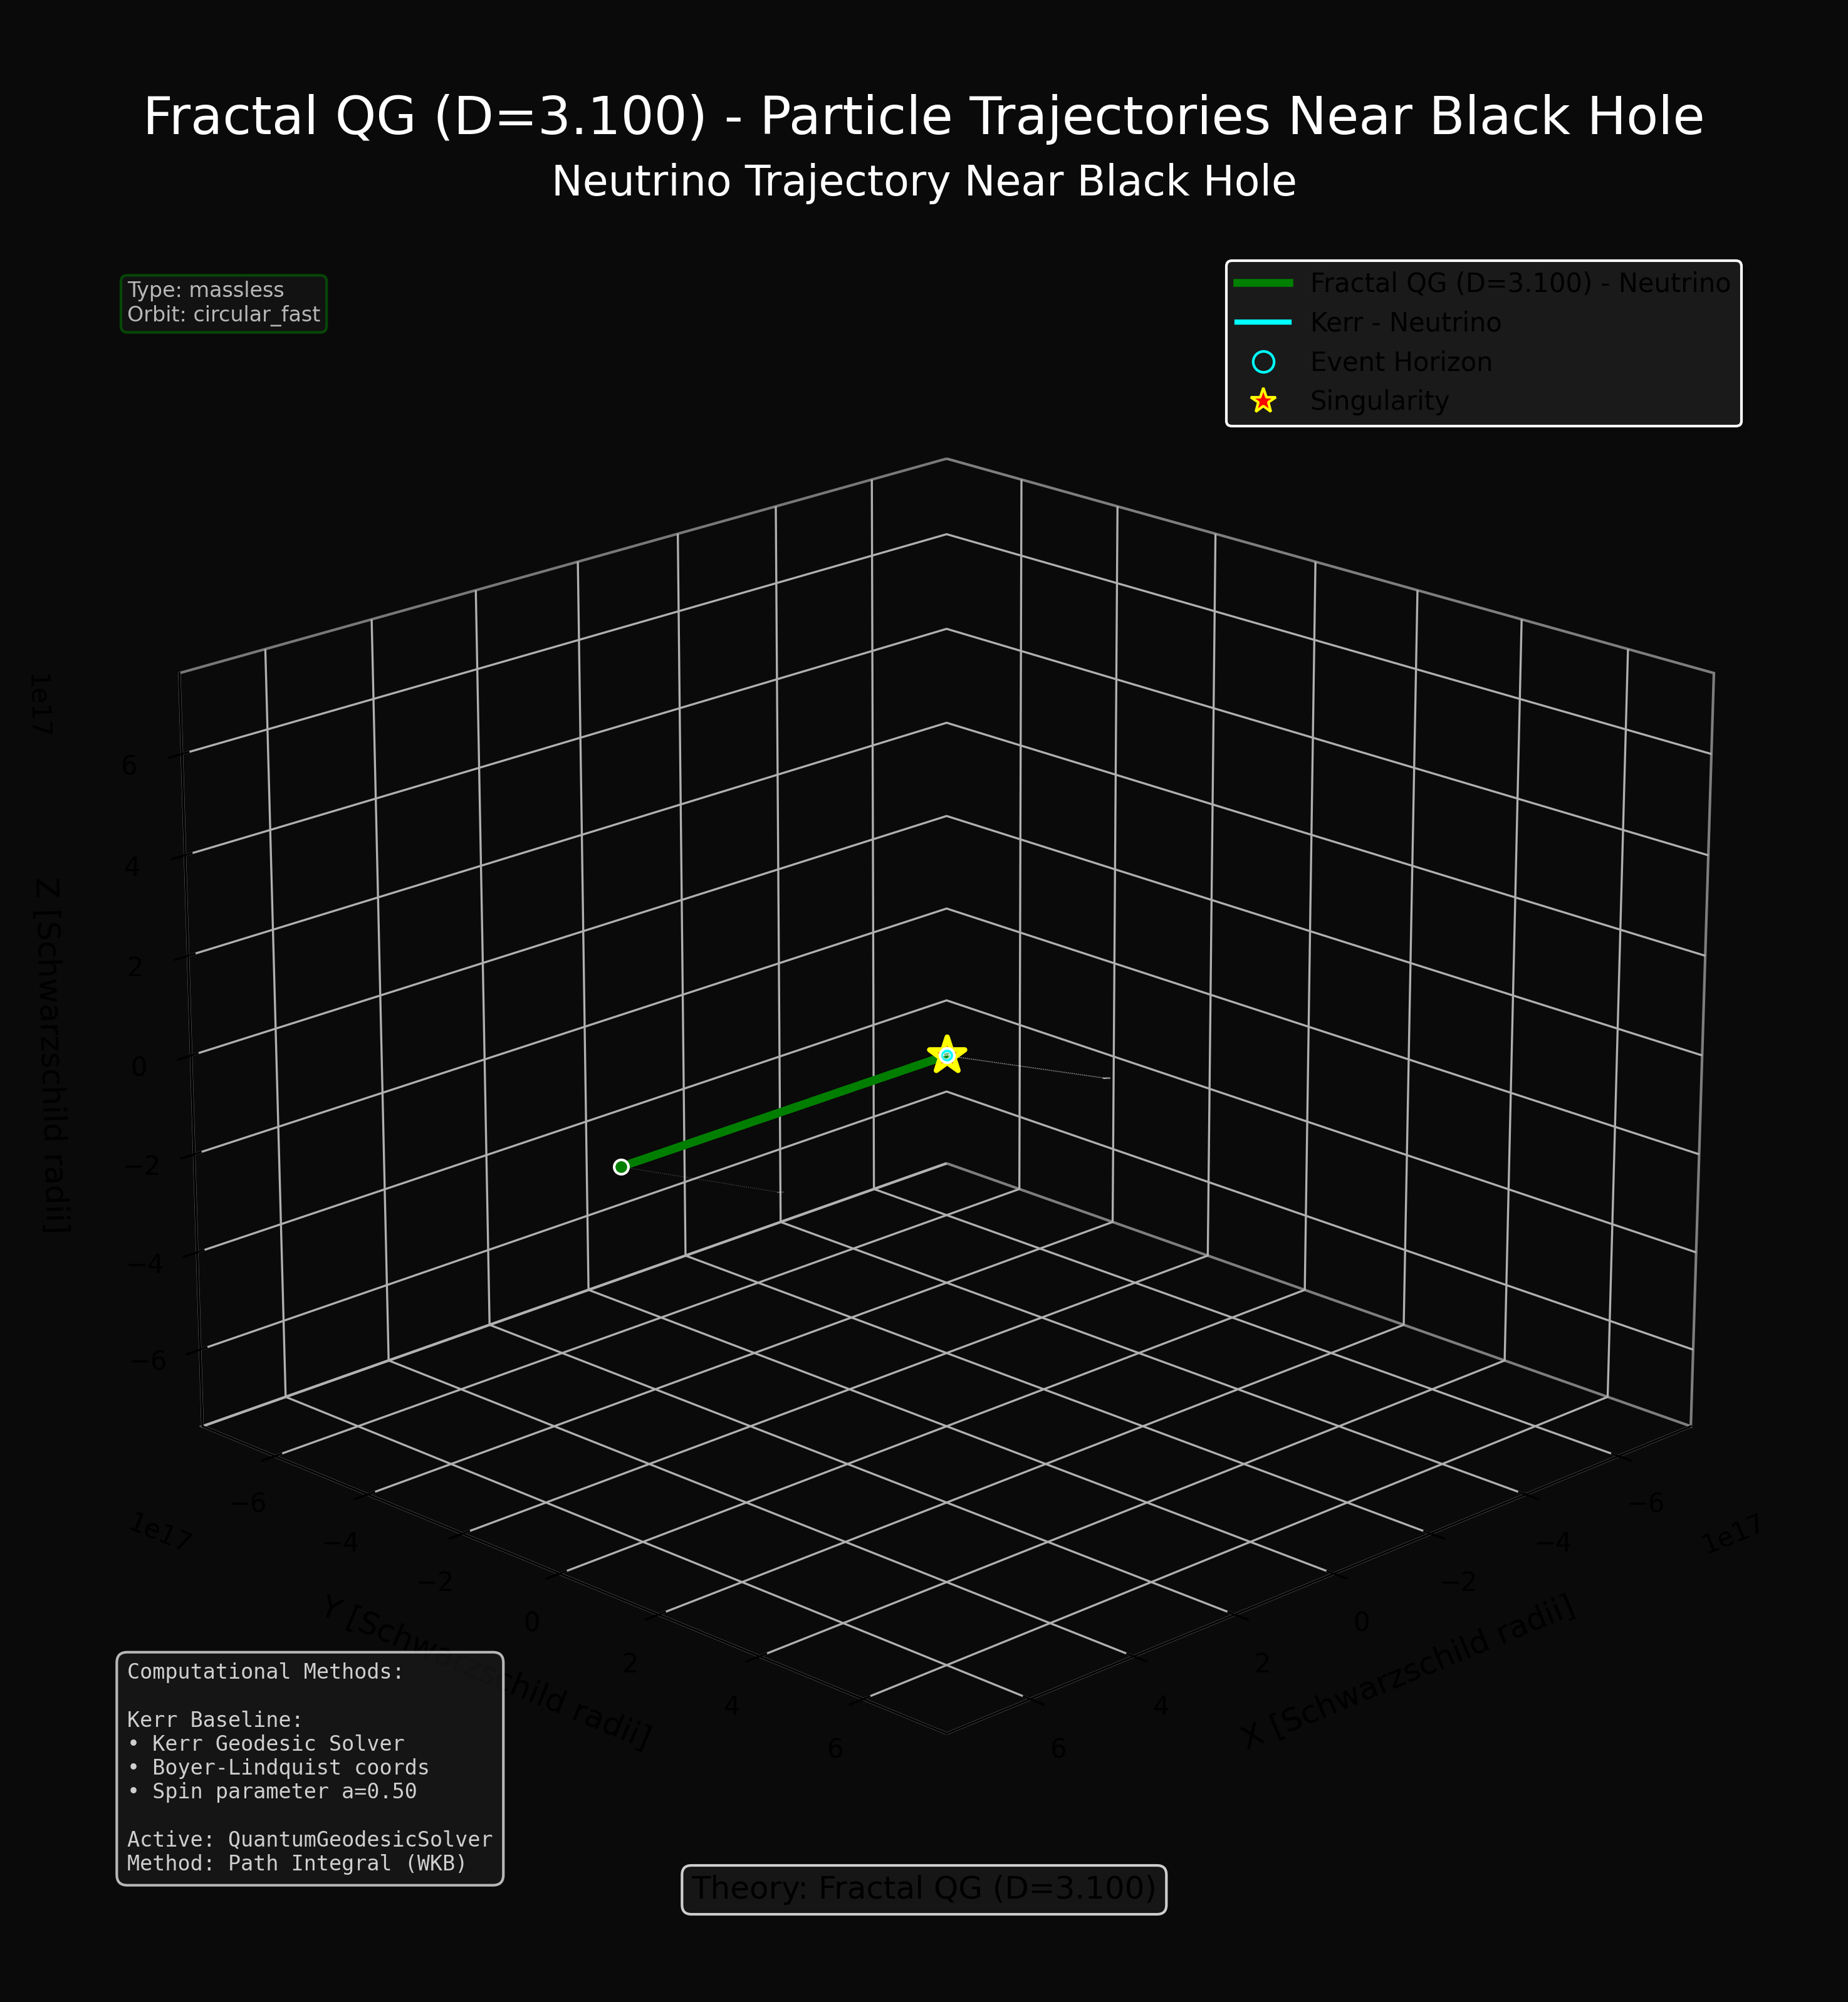 Fractal QG (D=3.100) - Particle Trajectories Near Black Hole
Neutrino Trajectory Near Black Hole
Type: massless
Orbit: circular_fast
Fractal QG (D=3.100) - Neutrino
Kerr - Neutrino
Event Horizon
Singularity
1e17
6
4
2
0
−2
−4
−6
Z [Schwarzschild radii]
1e17
−6
−4
−2
0
2
4
6
Y [Schwarzschild radii]
1e17
−6
−4
−2
0
2
4
6
X [Schwarzschild radii]
Computational Methods:
Kerr Baseline:
• Kerr Geodesic Solver
• Boyer-Lindquist coords
• Spin parameter a=0.50
Active: QuantumGeodesicSolver
Method: Path Integral (WKB)
Theory: Fractal QG (D=3.100)